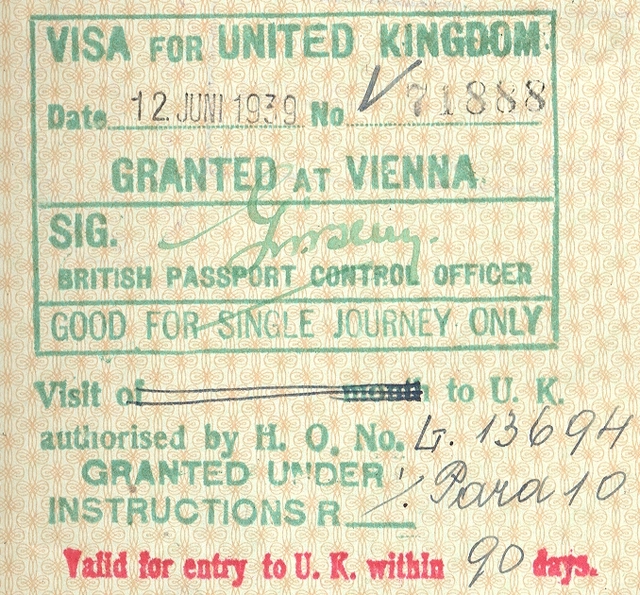 VISA FOR UNITED KINGDOM
Date 12 JUNI 1939 No V 71888
GRANTED AT VIENNA
SIG.
BRITISH PASSPORT CONTROL OFFICER
GOOD FOR SINGLE JOURNEY ONLY
Visit of month to U. K.
authorised by H. O. No. G. 13694
GRANTED UNDER
INSTRUCTIONS R Para 10
Valid for entry to U. K. within 90 days.